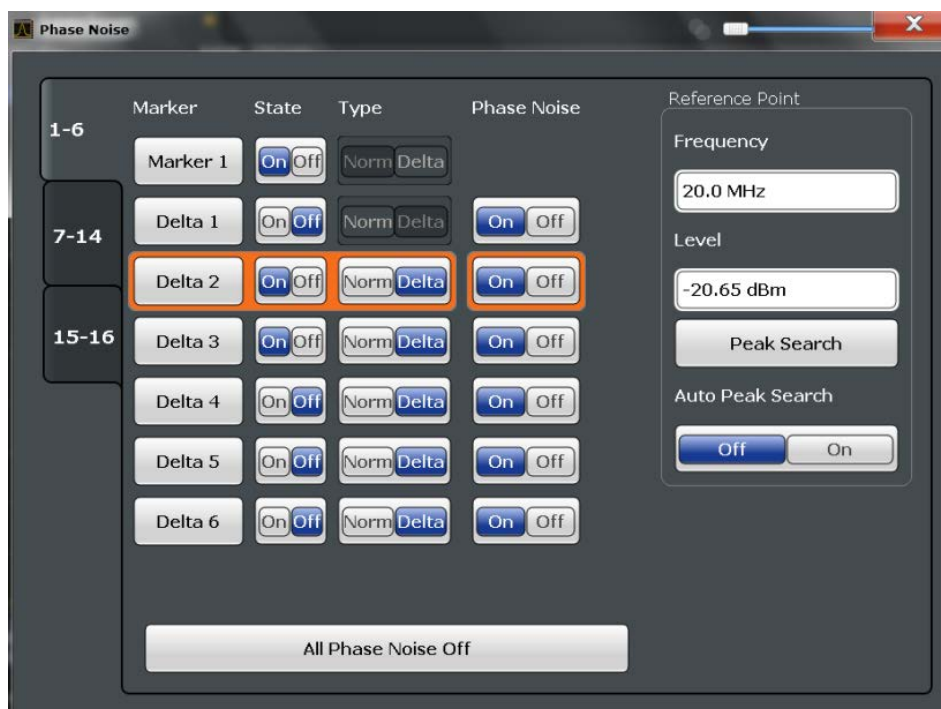 Phase Noise
X
1-6
7-14
15-16
Marker State Type Phase Noise
Marker 1 On Off Norm Delta
Delta 1 On Off Norm Delta On Off
Delta 2 On Off Norm Delta On Off
Delta 3 On Off Norm Delta On Off
Delta 4 On Off Norm Delta On Off
Delta 5 On Off Norm Delta On Off
Delta 6 On Off Norm Delta On Off
All Phase Noise Off
Reference Point
Frequency
20.0 MHz
Level
-20.65 dBm
Peak Search
Auto Peak Search
Off On